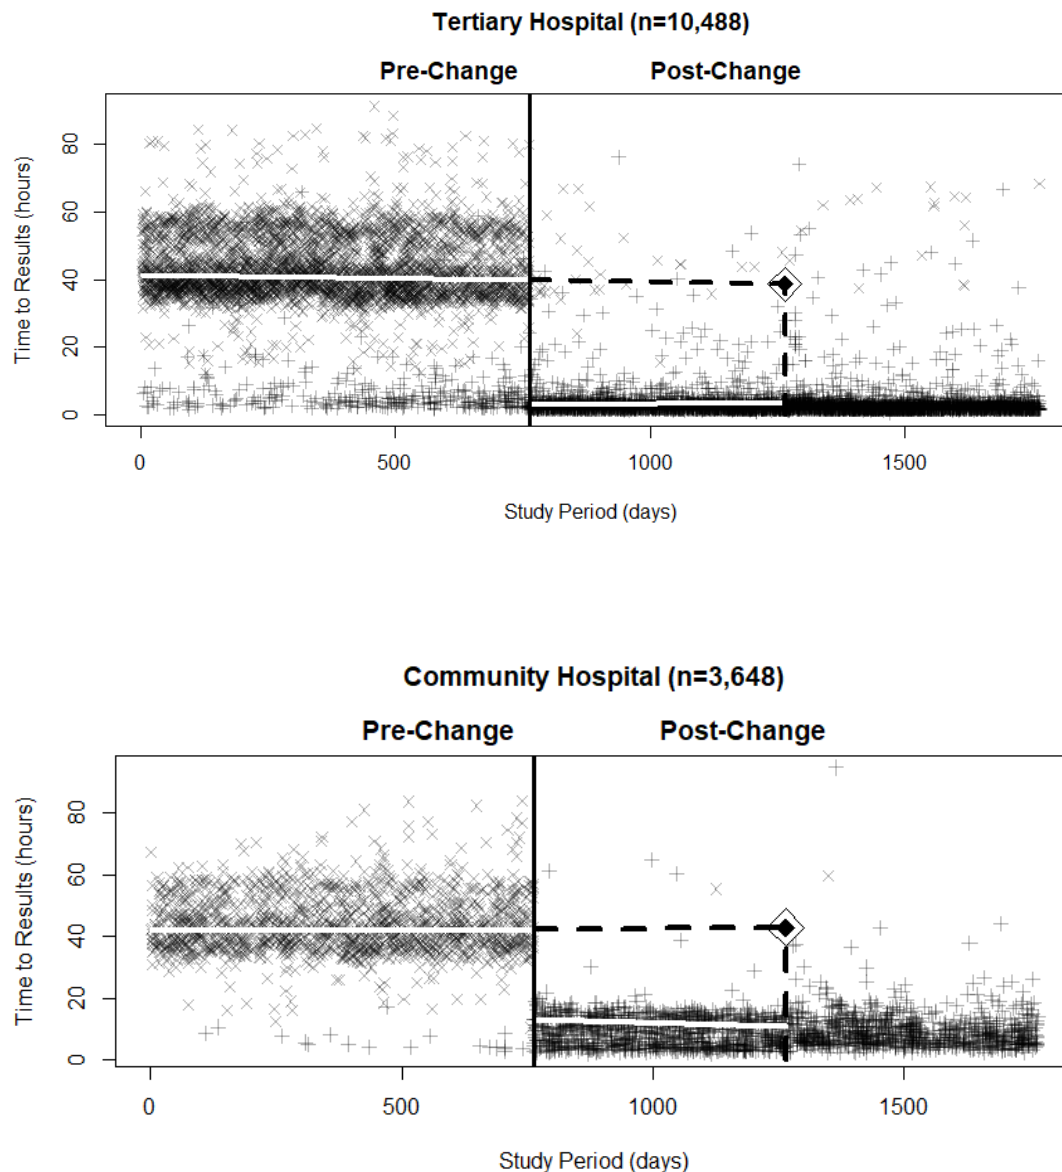 Tertiary Hospital (n=10,488)
Pre-Change Post-Change
Time to Results (hours)
80
60
40
20
0
0 500 1000 1500
Study Period (days)
Community Hospital (n=3,648)
Pre-Change Post-Change
Time to Results (hours)
80
60
40
20
0
0 500 1000 1500
Study Period (days)